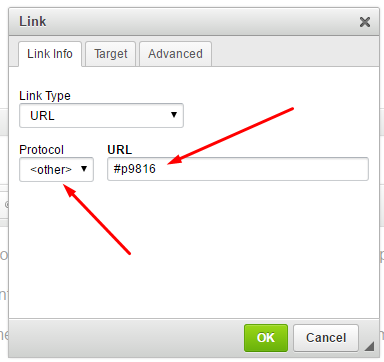 Link
Link Info Target Advanced
Link Type
URL
Protocol URL
<other> #p9816
OK Cancel